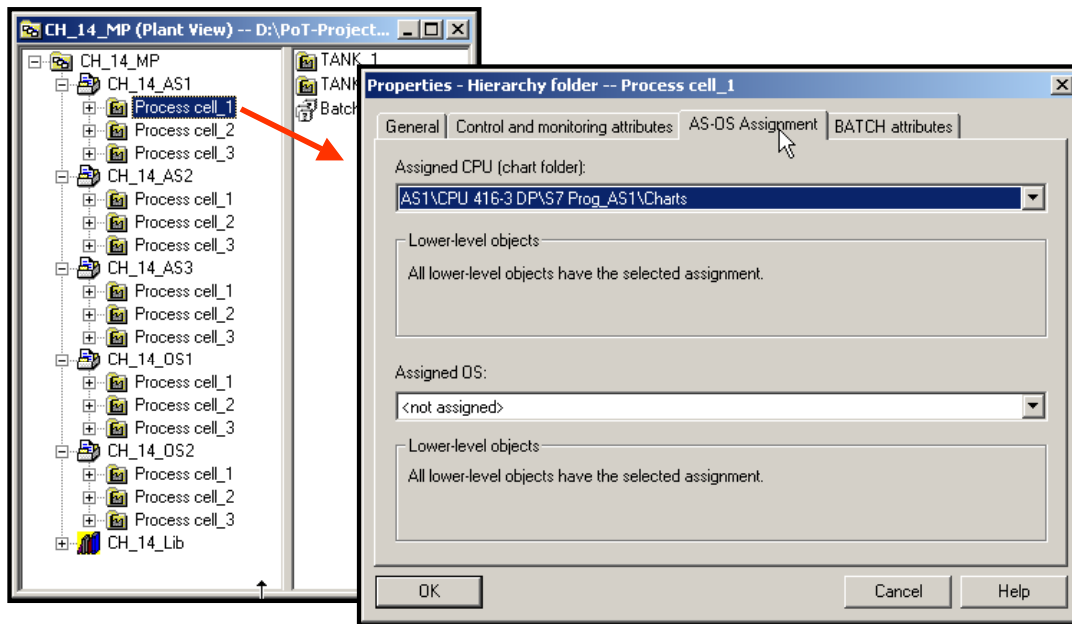 CH_14_MP (Plant View) -- D:\PoT-Project...
CH_14_MP
CH_14_AS1
Process cell_1
Process cell_2
Process cell_3
CH_14_AS2
Process cell_1
Process cell_2
Process cell_3
CH_14_AS3
Process cell_1
Process cell_2
Process cell_3
CH_14_OS1
Process cell_1
Process cell_2
Process cell_3
CH_14_OS2
Process cell_1
Process cell_2
Process cell_3
CH_14_Lib
TANK_1
TANK
Batch
Properties - Hierarchy folder -- Process cell_1
General
Control and monitoring attributes
AS-OS Assignment
BATCH attributes
Assigned CPU (chart folder):
AS1\CPU 416-3 DP\S7 Prog_AS1\Charts
Lower-level objects
All lower-level objects have the selected assignment.
Assigned OS:
<not assigned>
Lower-level objects
All lower-level objects have the selected assignment.
OK
Cancel
Help